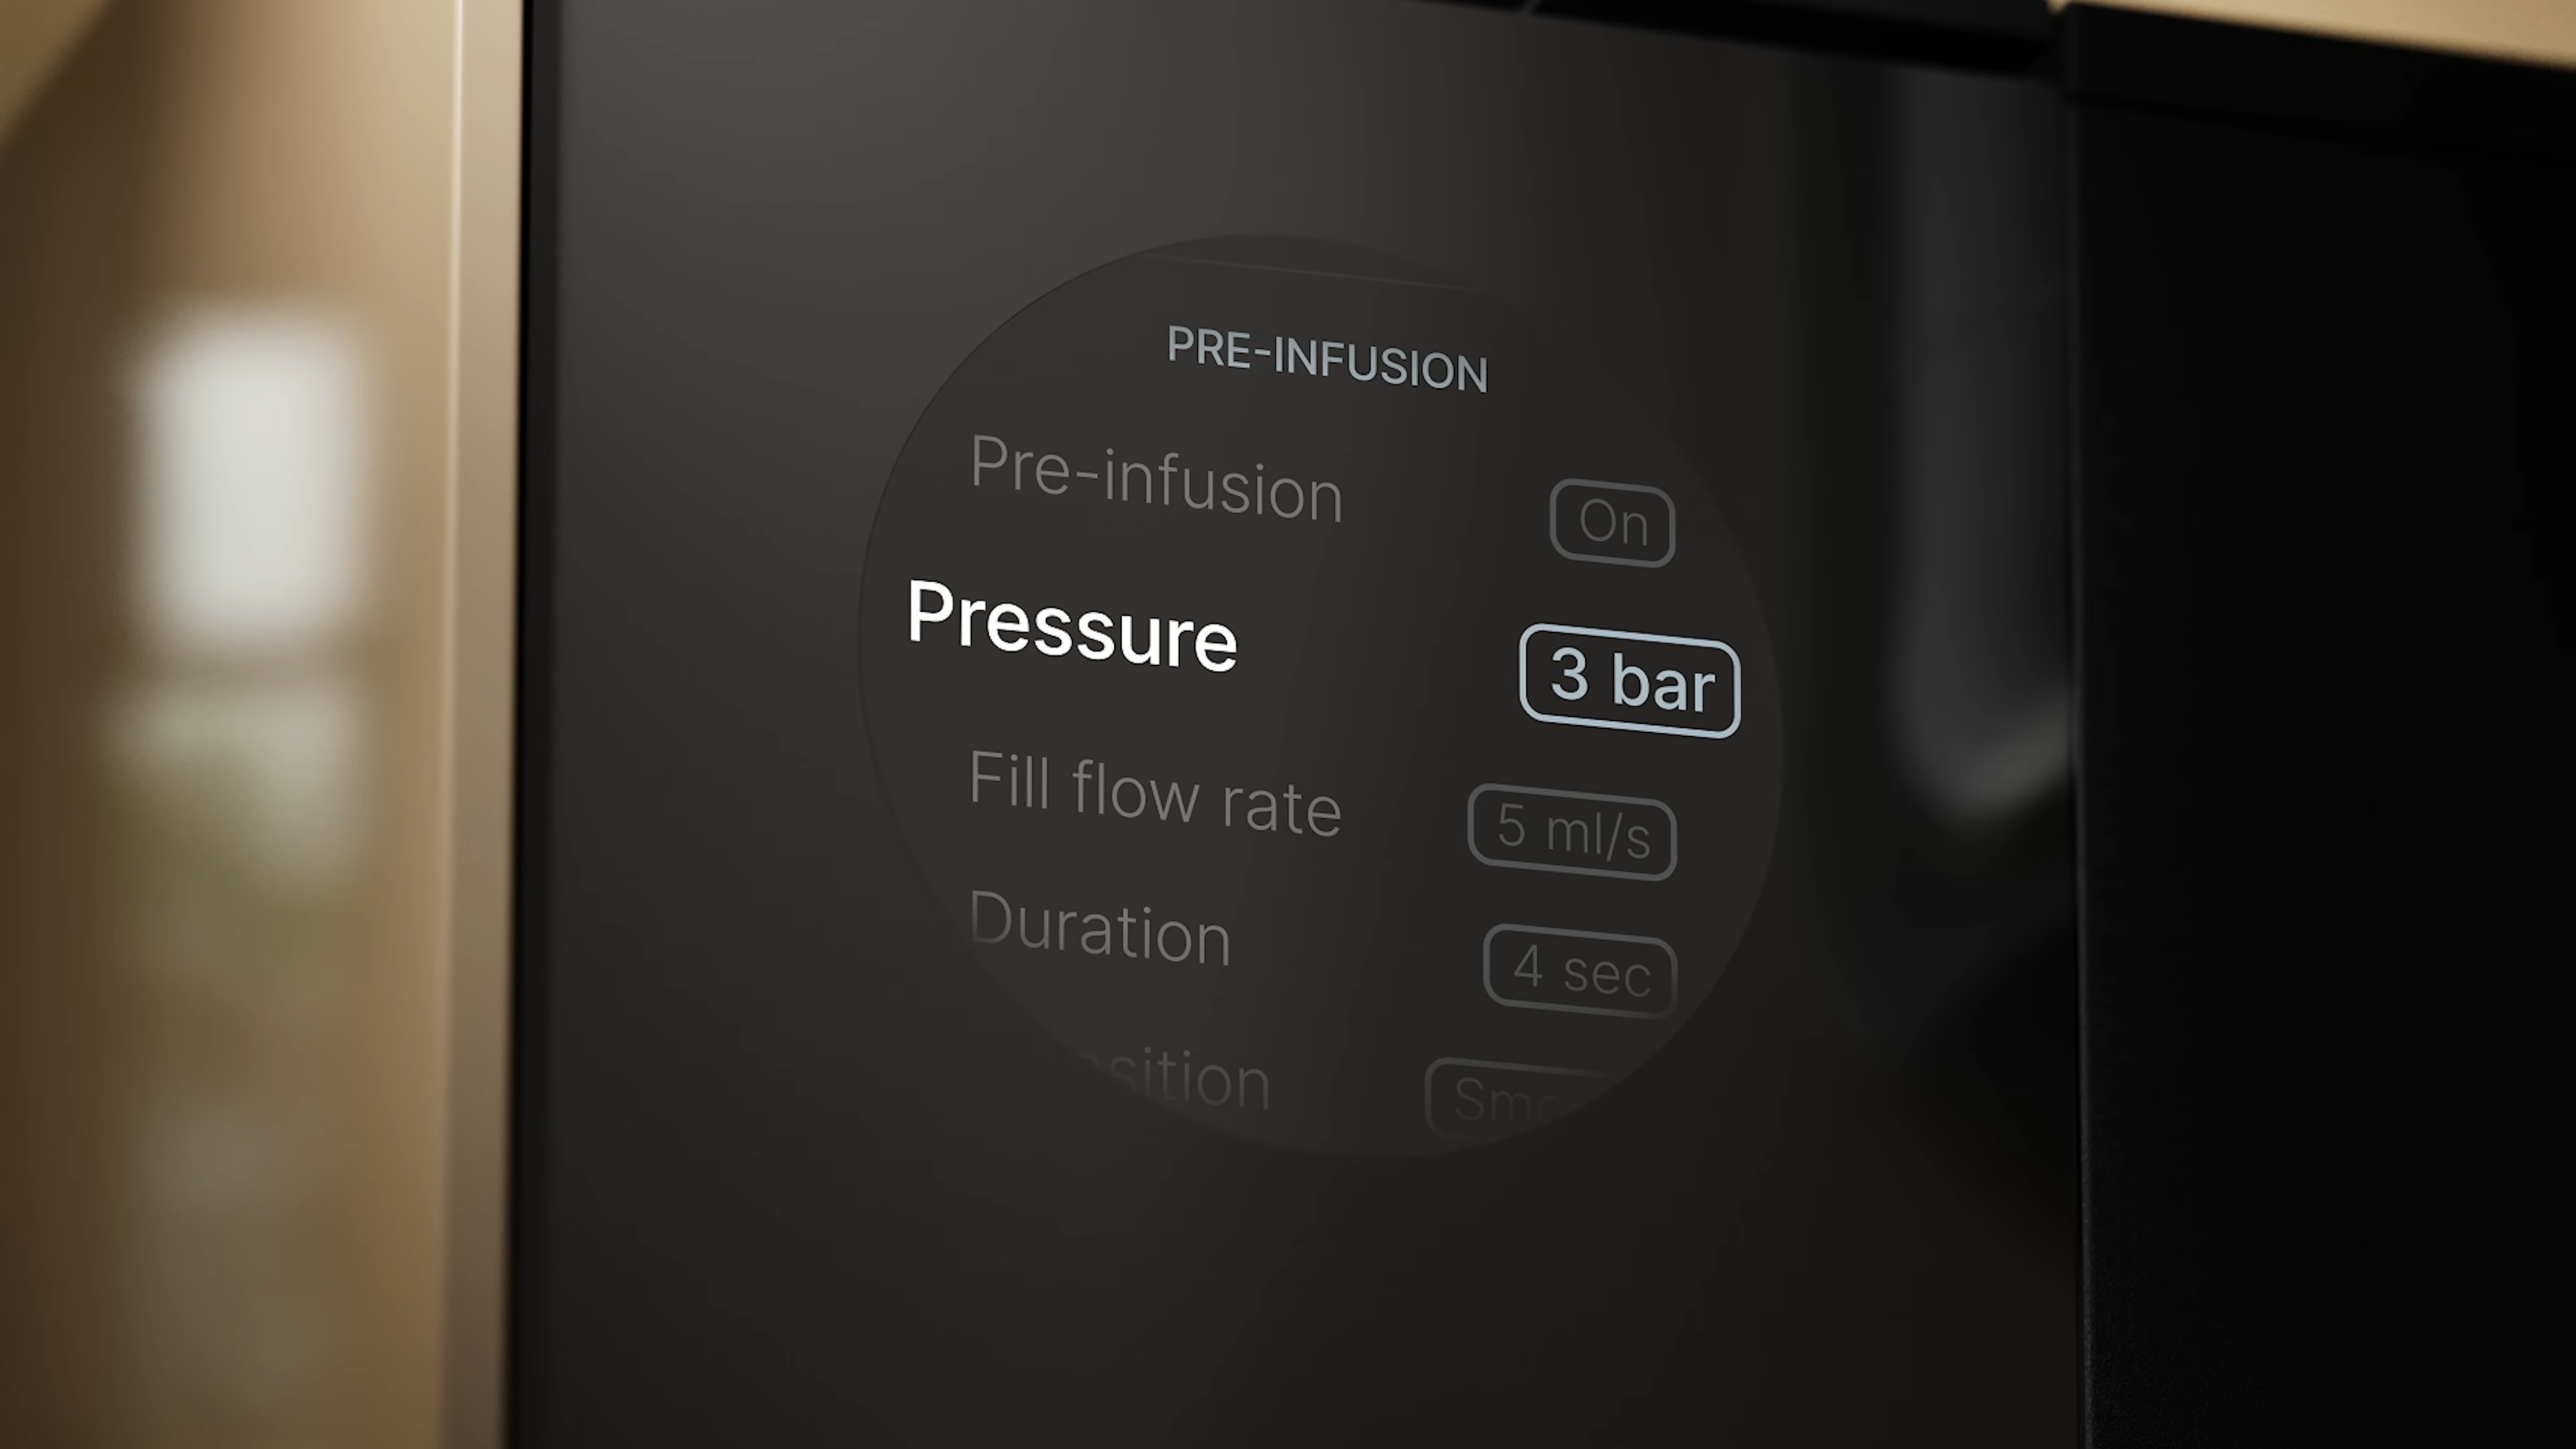 PRE-INFUSION
Pre-infusion On
Pressure 3 bar
Fill flow rate 5 ml/s
Duration 4 sec